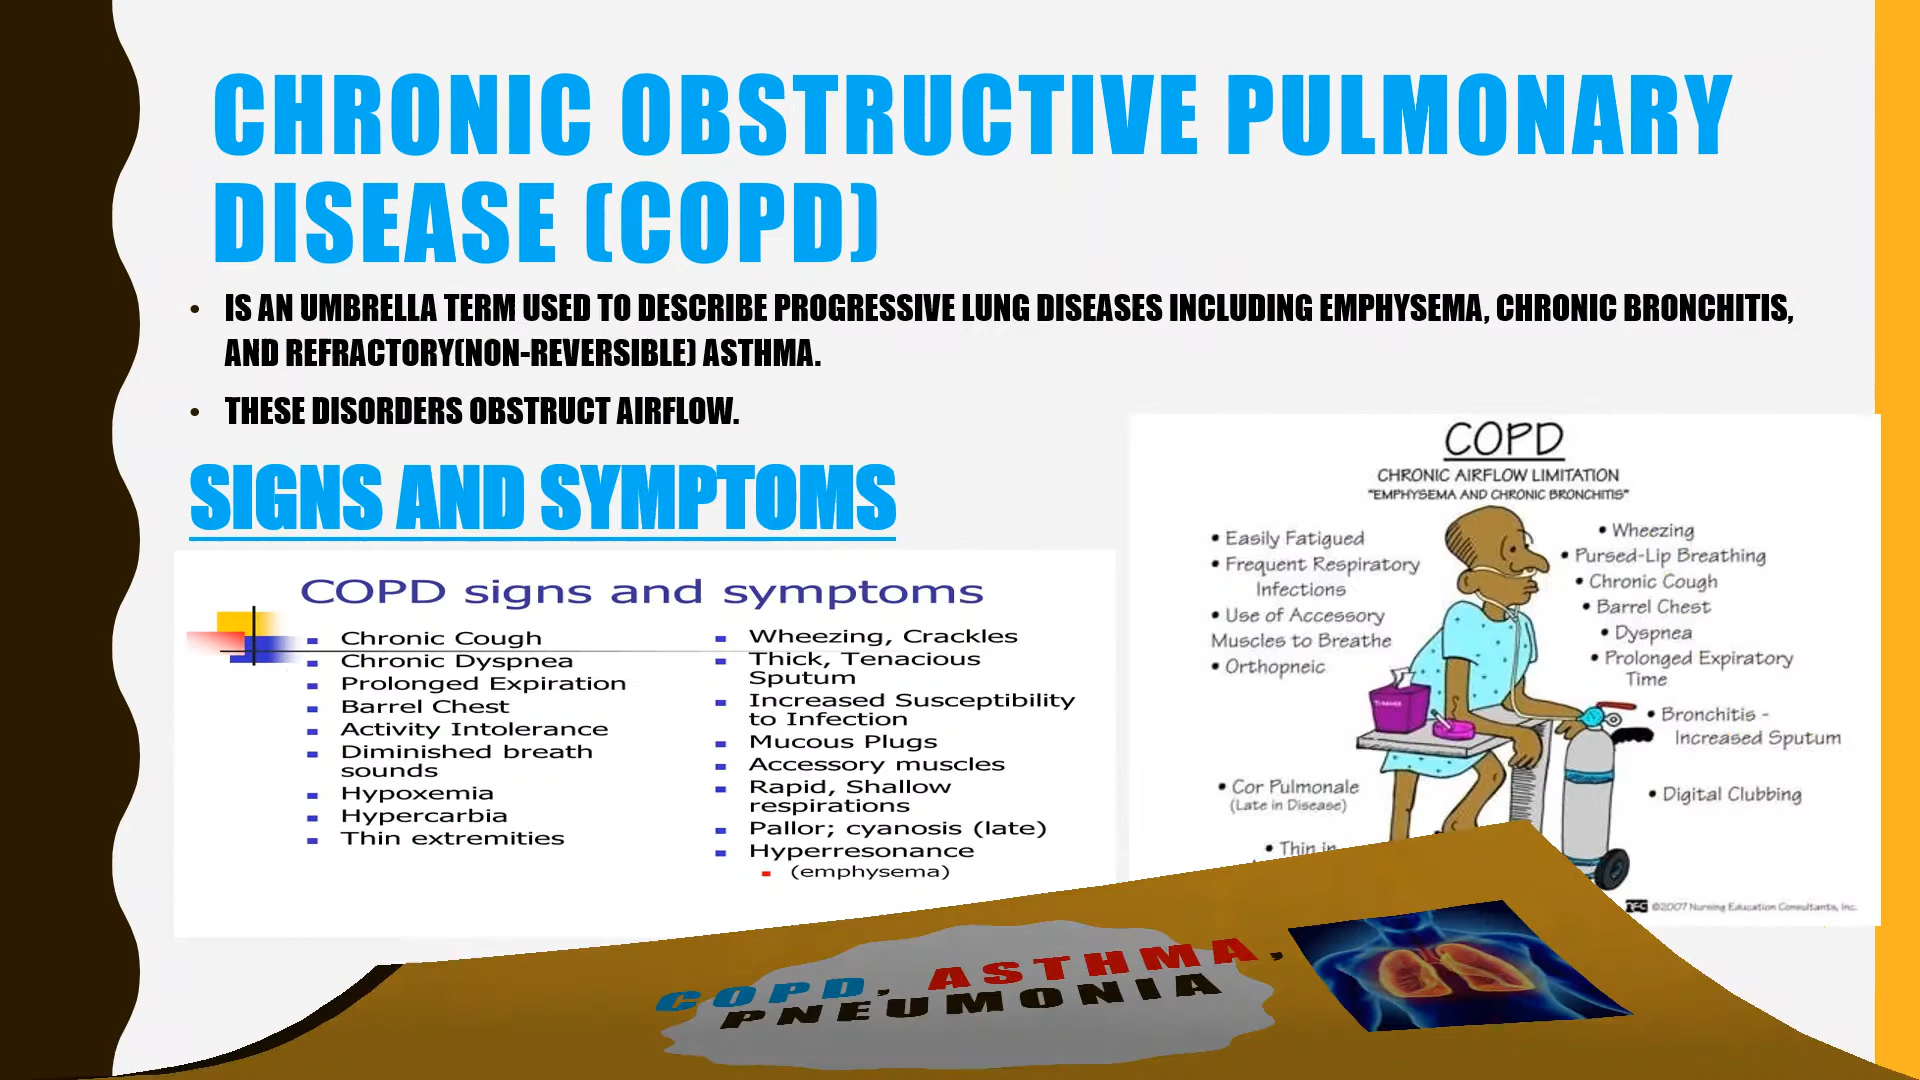 CHRONIC OBSTRUCTIVE PULMONARY
DISEASE (COPD)
• IS AN UMBRELLA TERM USED TO DESCRIBE PROGRESSIVE LUNG DISEASES INCLUDING EMPHYSEMA, CHRONIC BRONCHITIS,
AND REFRACTORY(NON-REVERSIBLE) ASTHMA.
• THESE DISORDERS OBSTRUCT AIRFLOW.
SIGNS AND SYMPTOMS
COPD signs and symptoms
Chronic Cough
Chronic Dyspnea
Prolonged Expiration
Barrel Chest
Activity Intolerance
Diminished breath
sounds
Hypoxemia
Hypercarbia
Thin extremities
Wheezing, Crackles
Thick, Tenacious
Sputum
Increased Susceptibility
to Infection
Mucous Plugs
Accessory muscles
Rapid, Shallow
respirations
Pallor; cyanosis (late)
Hyperresonance
(emphysema)
COPD
CHRONIC AIRFLOW LIMITATION
"EMPHYSEMA AND CHRONIC BRONCHITIS"
• Easily Fatigued
• Frequent Respiratory
Infections
• Use of Accessory
Muscles to Breathe
• Orthopneic
• Cor Pulmonale
(Late in Disease)
• Thin in
• Wheezing
• Pursed-Lip Breathing
• Chronic Cough
• Barrel Chest
• Dyspnea
• Prolonged Expiratory
Time
• Bronchitis -
Increased Sputum
• Digital Clubbing
©2007 Nursing Education Consultants, Inc.
COPD, ASTHMA,
PNEUMONIA